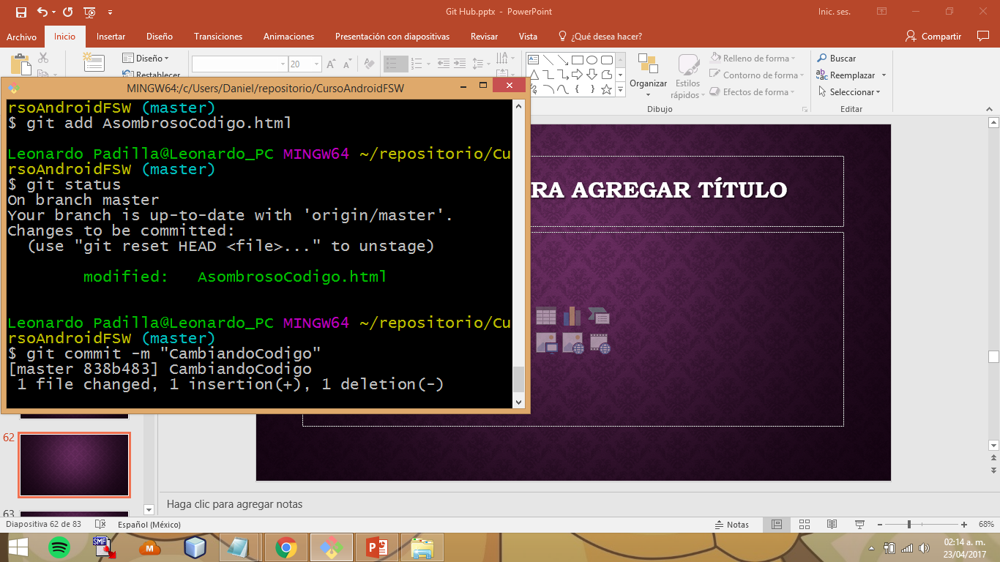 Git Hub.pptx - PowerPoint
Inic. ses.
Archivo Inicio Insertar Diseño Transiciones Animaciones Presentación con diapositivas Revisar Vista ¿Qué desea hacer? Compartir
Diseño
Restablecer
20
Organizar
Estilos
rápidos
Relleno de forma
Contorno de forma
Efectos de forma
Dibujo
Buscar
Reemplazar
Seleccionar
Editar
MINGW64:/c/Users/Daniel/repositorio/CursoAndroidFSW
rsoAndroidFSW (master)
$ git add AsombrosoCodigo.html
Leonardo Padilla@Leonardo_PC MINGW64 ~/repositorio/Cu
rsoAndroidFSW (master)
$ git status
On branch master
Your branch is up-to-date with 'origin/master'.
Changes to be committed:
(use "git reset HEAD <file>..." to unstage)
modified: AsombrosoCodigo.html
Leonardo Padilla@Leonardo_PC MINGW64 ~/repositorio/Cu
rsoAndroidFSW (master)
$ git commit -m "CambiandoCodigo"
[master 838b483] CambiandoCodigo
1 file changed, 1 insertion(+), 1 deletion(-)
RA AGREGAR TÍTULO
62
63
Haga clic para agregar notas
Diapositiva 62 de 83 Español (México) Notas 68%
SMF
02:14 a. m.
23/04/2017